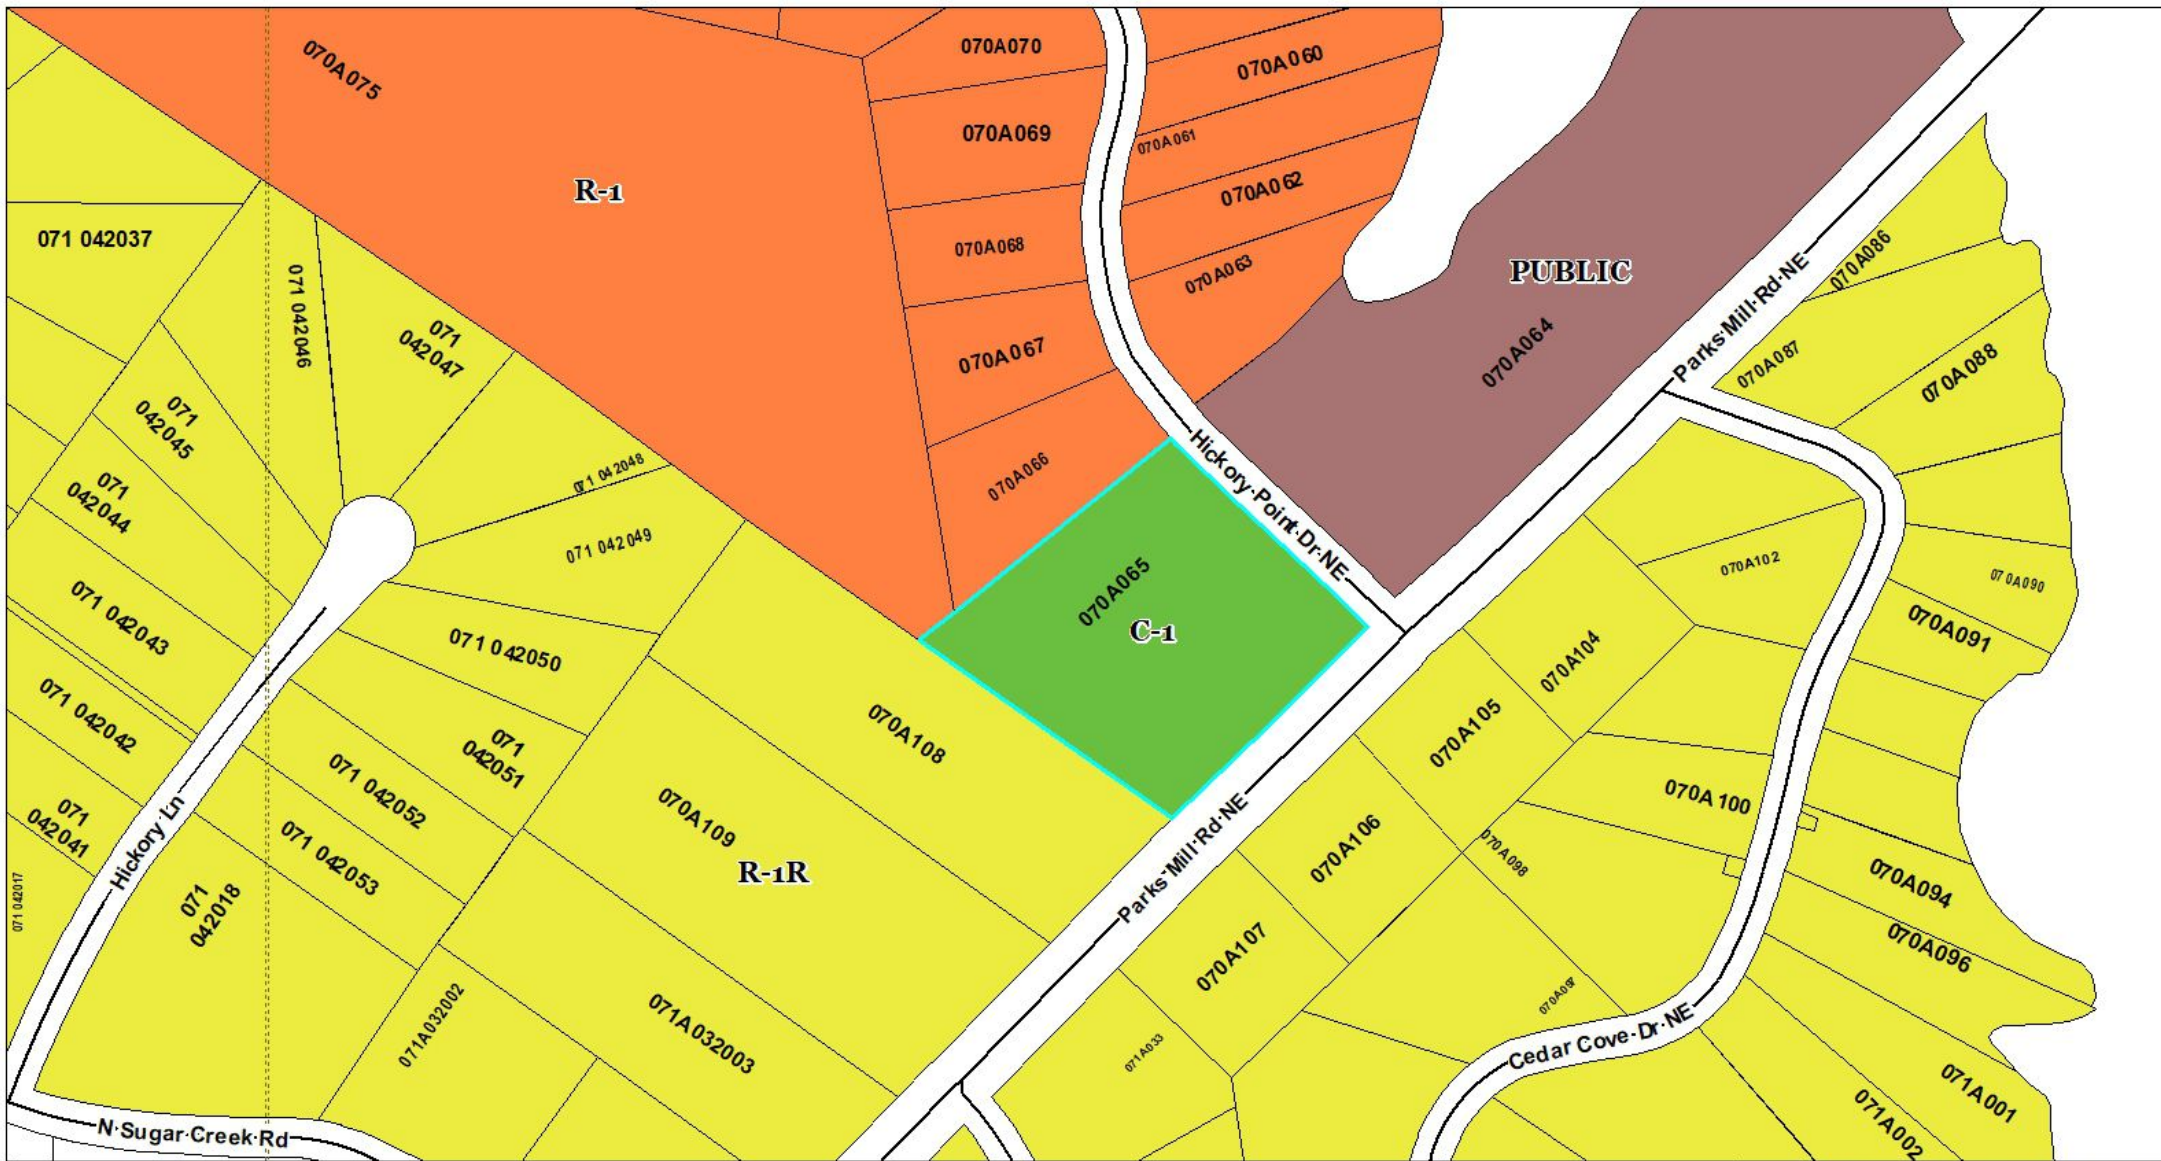 070A075
070A070
070A060
070A069
070A061
R-1
070A062
071 042037
070A068
070A063
PUBLIC
070A086
Parks Mill Rd NE
071 042046
071
042047
070A067
070A064
070A087
070A088
071
042045
Hickory Point Dr NE
070A066
071 042048
071
042044
071 042049
070A065
C-1
070A102
070A090
071 042043
070A091
071 042050
070A104
071 042042
070A108
070A105
071
042051
071 042052
070A100
071
042041
Hickory Ln
070A109
Parks Mill Rd NE
070A106
070A098
071 042053
R-1R
070A094
071 042017
071
042018
070A107
070A096
070A097
071A032002
071A032003
071A033
Cedar Cove Dr NE
071A001
N Sugar Creek Rd
071A002